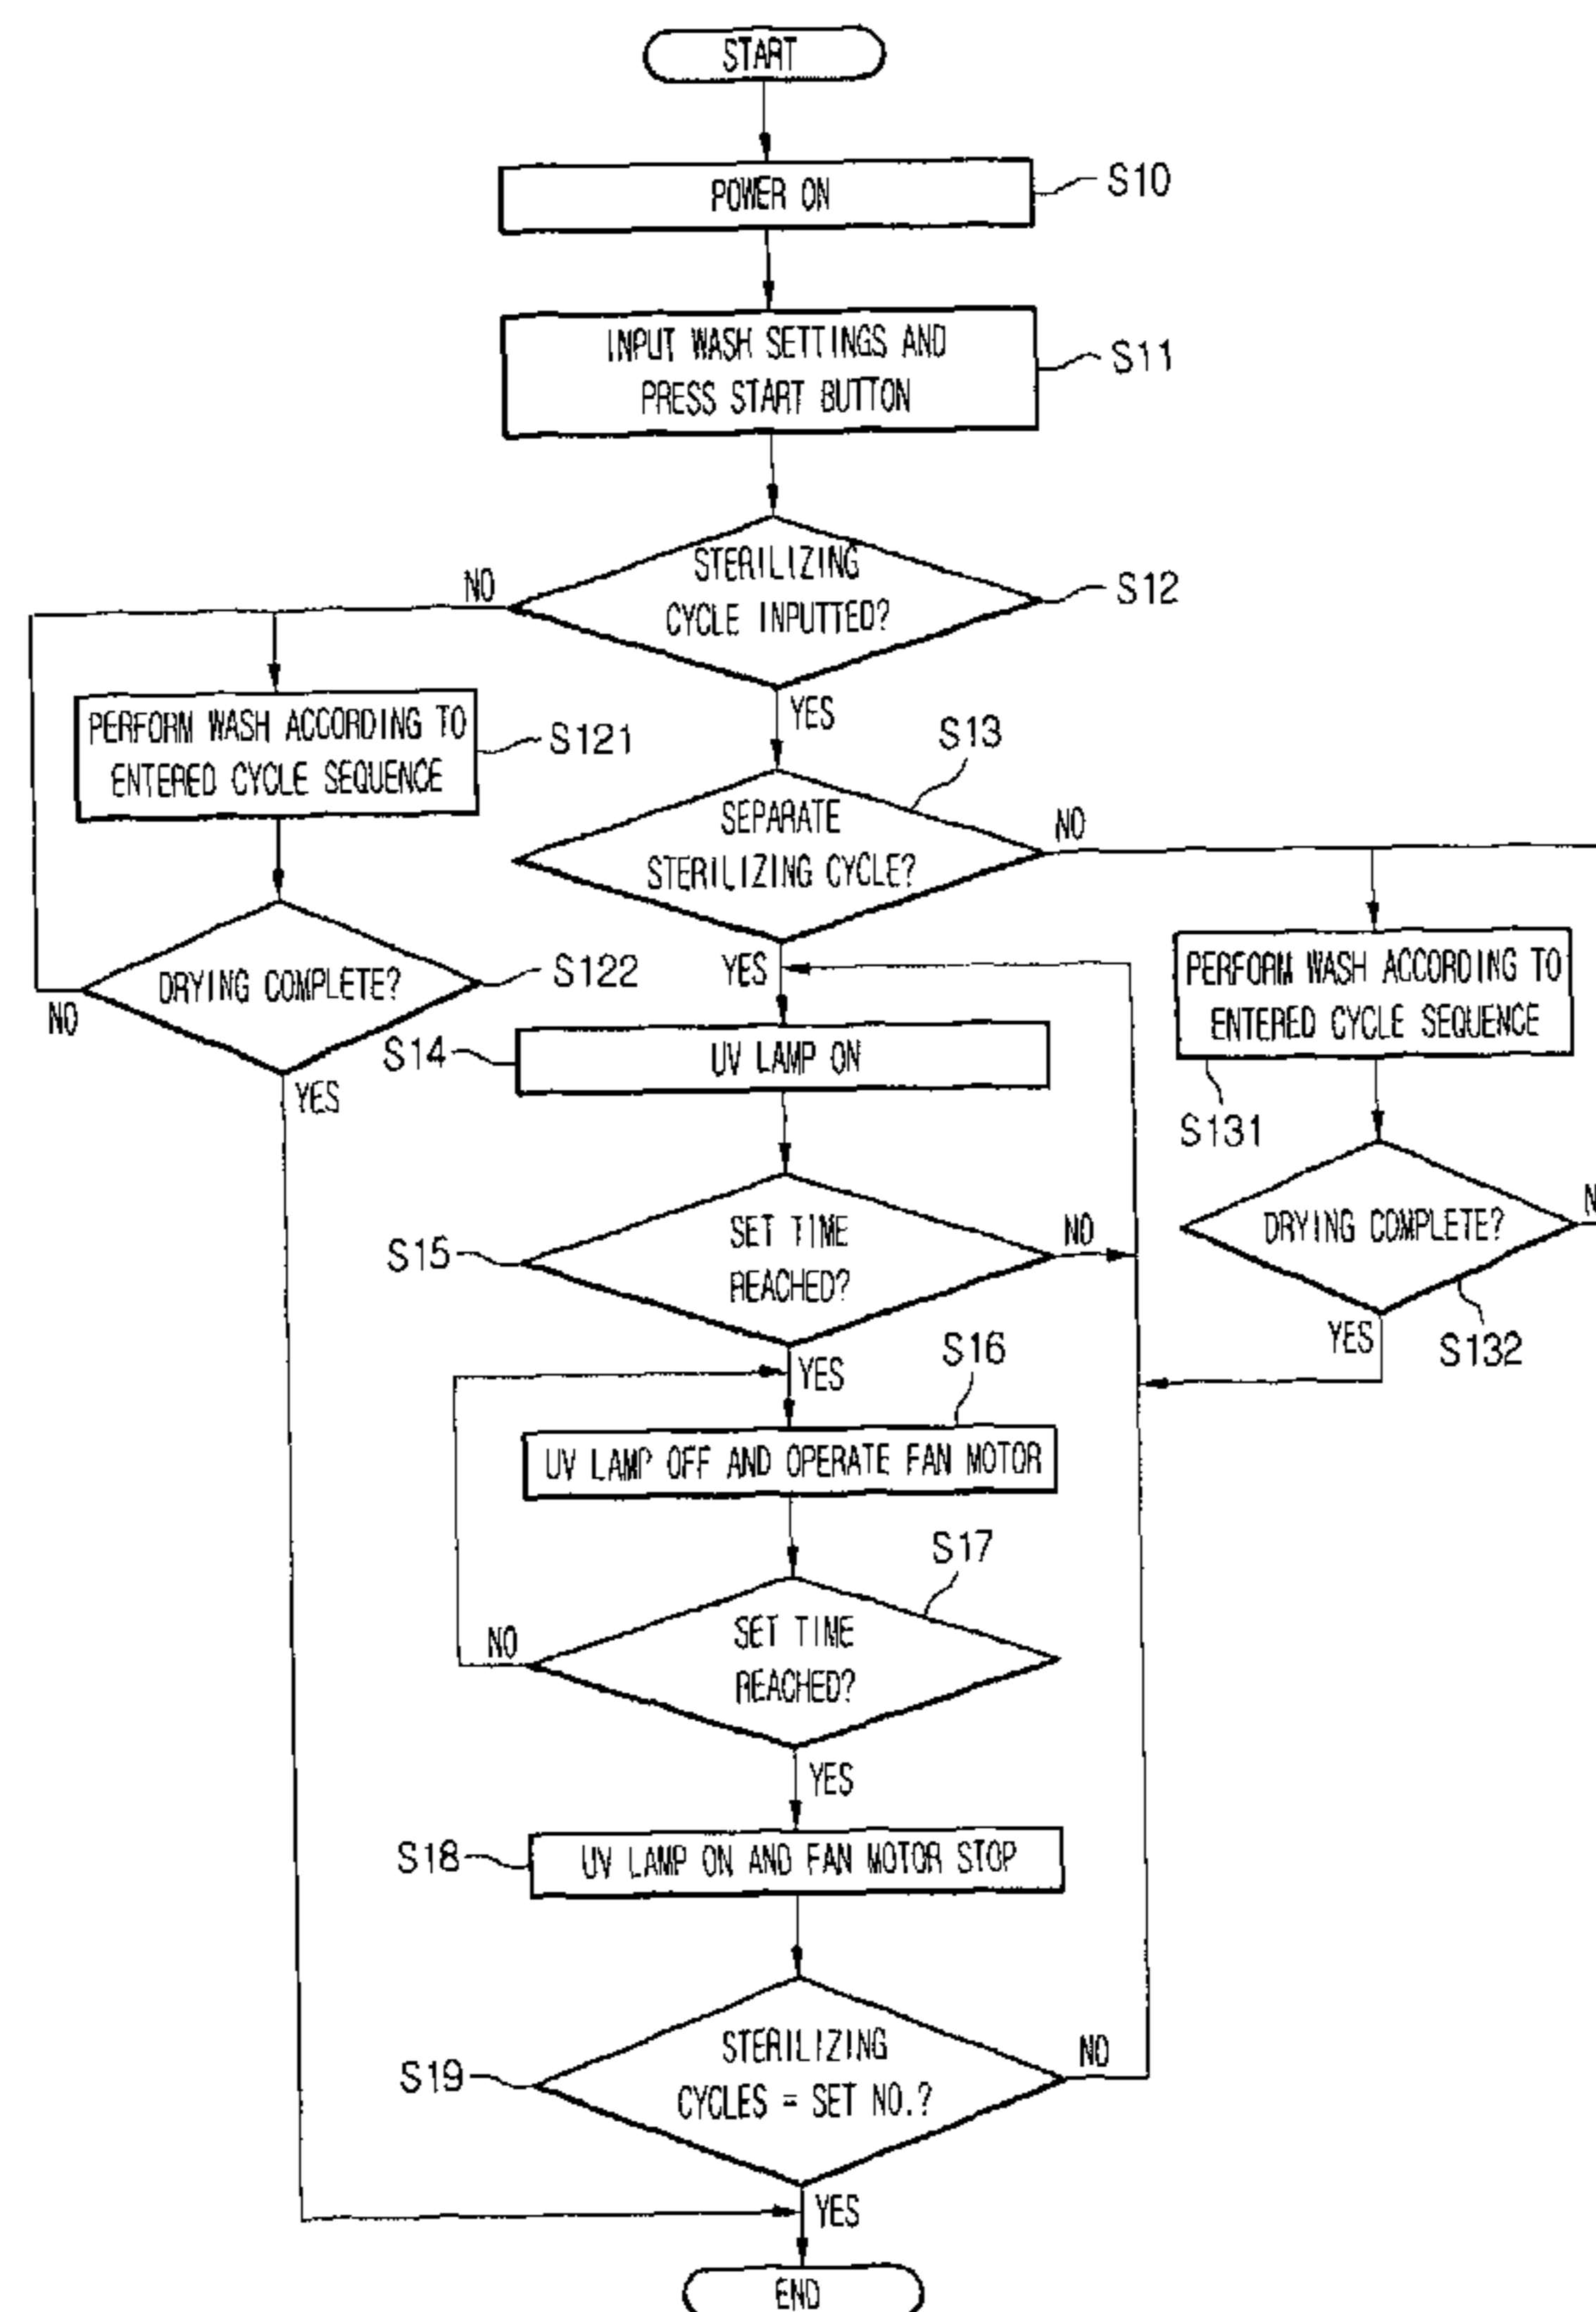 START
POWER ON
S10
INPUT WASH SETTINGS AND
PRESS START BUTTON
S11
STERILIZING
CYCLE INPUTTED?
S12
NO
YES
PERFORM WASH ACCORDING TO
ENTERED CYCLE SEQUENCE
S121
DRYING COMPLETE?
S122
NO
YES
S13
SEPARATE
STERILIZING CYCLE?
NO
YES
PERFORM WASH ACCORDING TO
ENTERED CYCLE SEQUENCE
S131
DRYING COMPLETE?
YES
S132
S14
UV LAMP ON
S15
SET TIME
REACHED?
NO
YES
S16
UV LAMP OFF AND OPERATE FAN MOTOR
S17
SET TIME
REACHED?
NO
YES
S18
UV LAMP ON AND FAN MOTOR STOP
S19
STERILIZING
CYCLES = SET NO.?
NO
YES
END